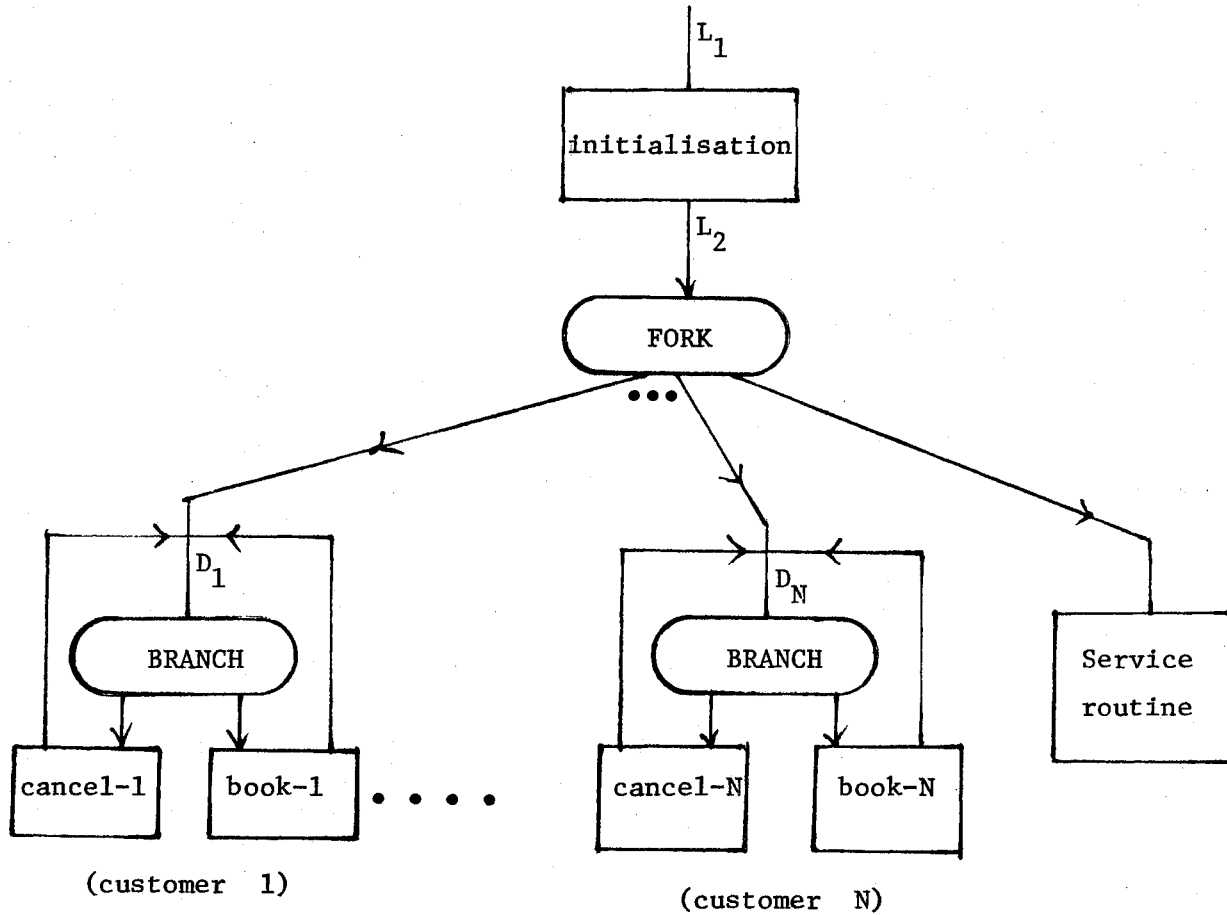 L1
initialisation
L2
FORK
D1
DN
BRANCH
BRANCH
Service
routine
cancel-1
book-1
cancel-N
book-N
(customer 1)
(customer N)